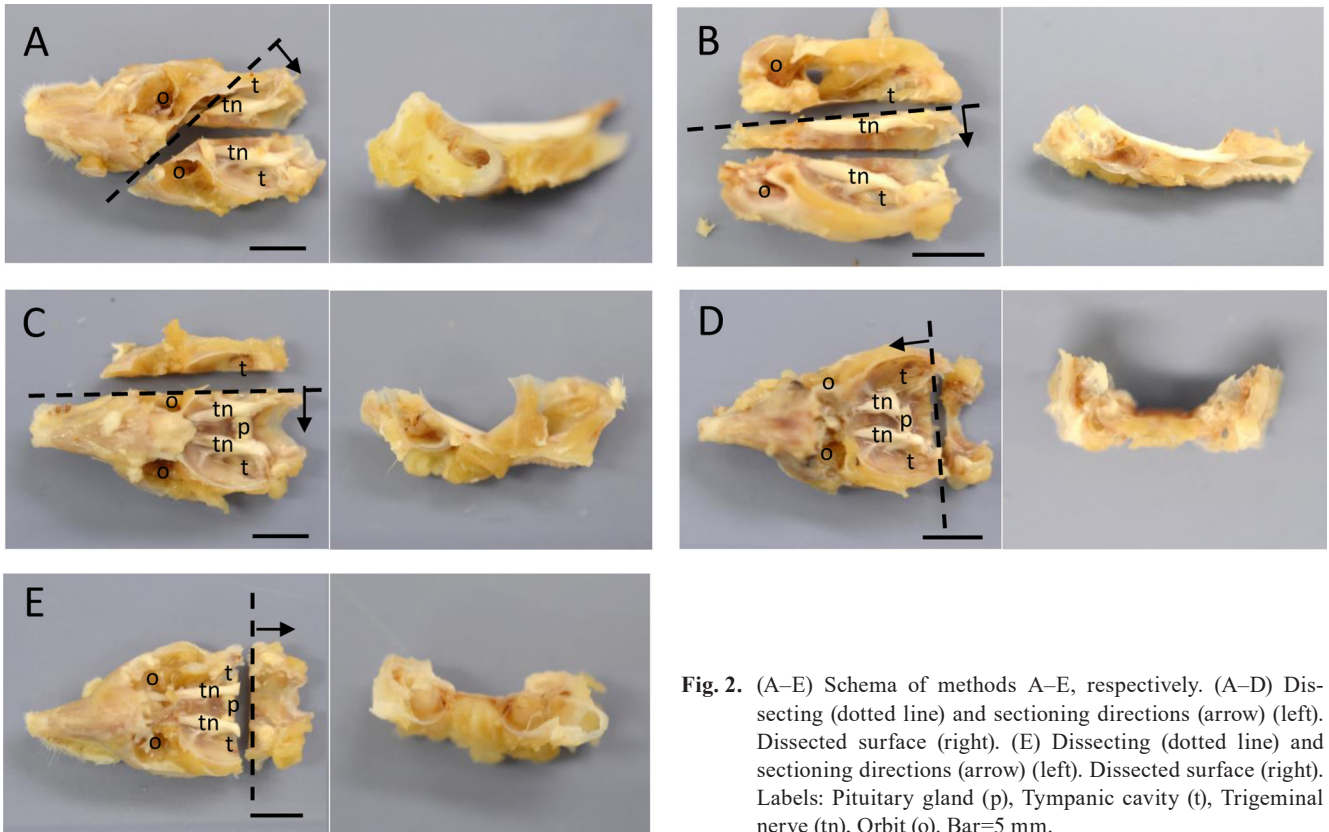 A
o
t
tn
tn
o
t
B
o
t
tn
tn
o
t
C
t
o
tn
p
tn
o
t
D
o
t
tn
p
tn
o
t
E
o
t
tn
p
tn
o
t
Fig. 2. (A–E) Schema of methods A–E, respectively. (A–D) Dis-
secting (dotted line) and sectioning directions (arrow) (left).
Dissected surface (right). (E) Dissecting (dotted line) and
sectioning directions (arrow) (left). Dissected surface (right).
Labels: Pituitary gland (p), Tympanic cavity (t), Trigeminal
nerve (tn), Orbit (o), Bar=5 mm.